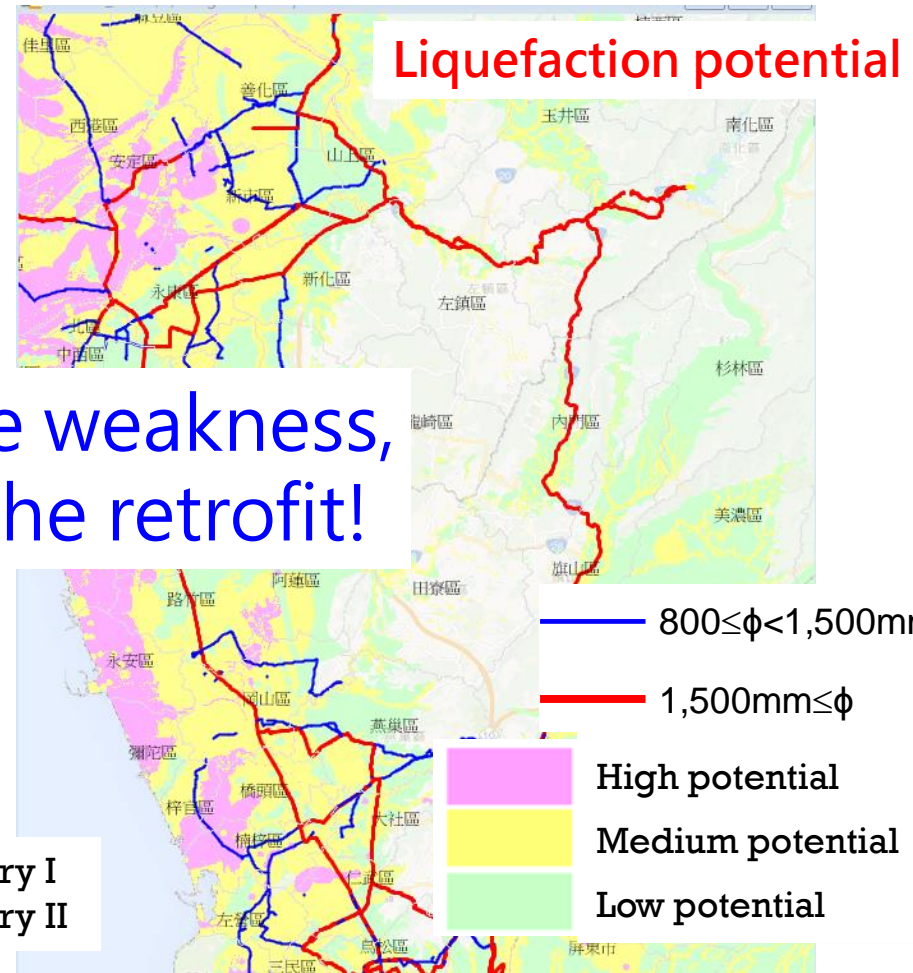 佳里區
Liquefaction potential
善化區
玉井區
南化區
西港區
安定區
山上區
新市區
新化區
左鎮區
左鎮區
永康區
北區
中西區
杉林區
e weakness,
龍崎區
內門區
he retrofit!
美濃區
旗山區
阿蓮區
田寮區
路竹區
800≤ϕ<1,500mm
永安區
1,500mm≤ϕ
岡山區
燕巢區
彌陀區
High potential
橋頭區
梓官區
大社區
Medium potential
楠梓區
ry I
仁武區
Low potential
ry II
左營區
鳥松區
屏東市
三民區